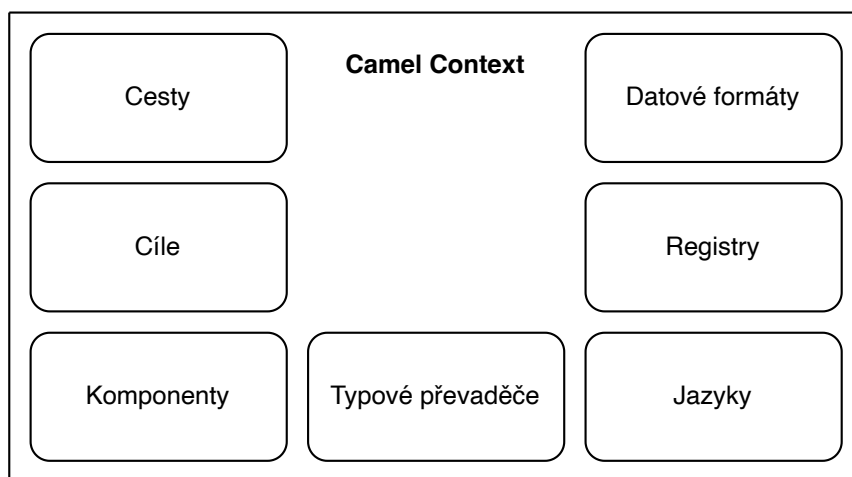 Camel Context
Cesty
Datové formáty
Cíle
Registry
Komponenty
Typové převaděče
Jazyky